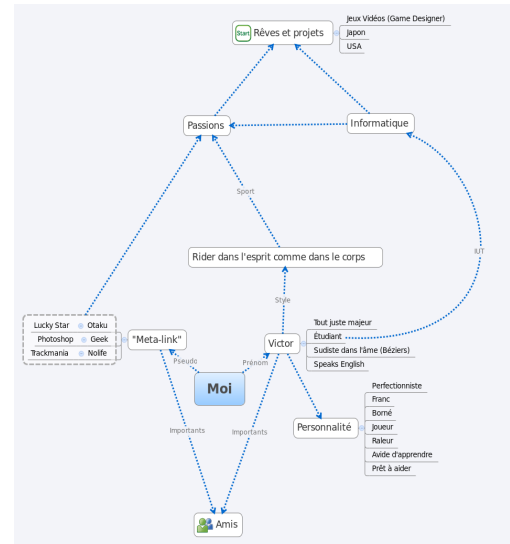 Jeux Vidéos (Game Designer)
Start Rêves et projets
Japon
USA
Passions
Informatique
Sport
Rider dans l'esprit comme dans le corps
IUT
Style
Lucky Star Otaku
Photoshop Geek
Trackmania Nolife
"Meta-link"
Victor
Tout juste majeur
Étudiant
Sudiste dans l'âme (Béziers)
Speaks English
Pseudo
Prénom
Moi
Personnalité
Perfectionniste
Franc
Borné
Joueur
Raleur
Avide d'apprendre
Prêt à aider
Importants
Importants
Amis